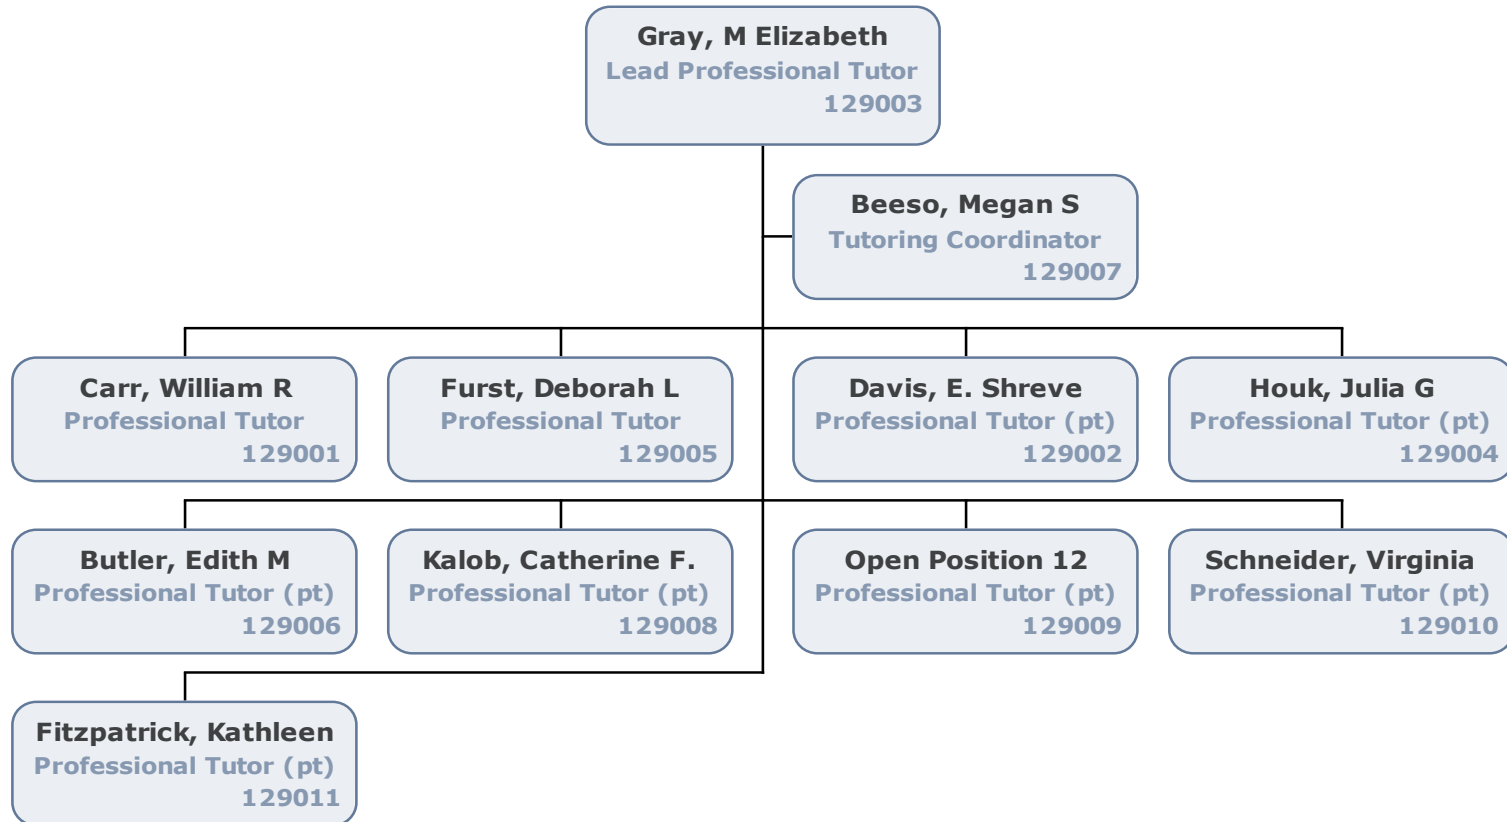 Gray, M Elizabeth
Lead Professional Tutor
129003
Beeso, Megan S
Tutoring Coordinator
129007
Carr, William R
Professional Tutor
129001
Furst, Deborah L
Professional Tutor
129005
Davis, E. Shreve
Professional Tutor (pt)
129002
Houk, Julia G
Professional Tutor (pt)
129004
Butler, Edith M
Professional Tutor (pt)
129006
Kalob, Catherine F.
Professional Tutor (pt)
129008
Open Position 12
Professional Tutor (pt)
129009
Schneider, Virginia
Professional Tutor (pt)
129010
Fitzpatrick, Kathleen
Professional Tutor (pt)
129011